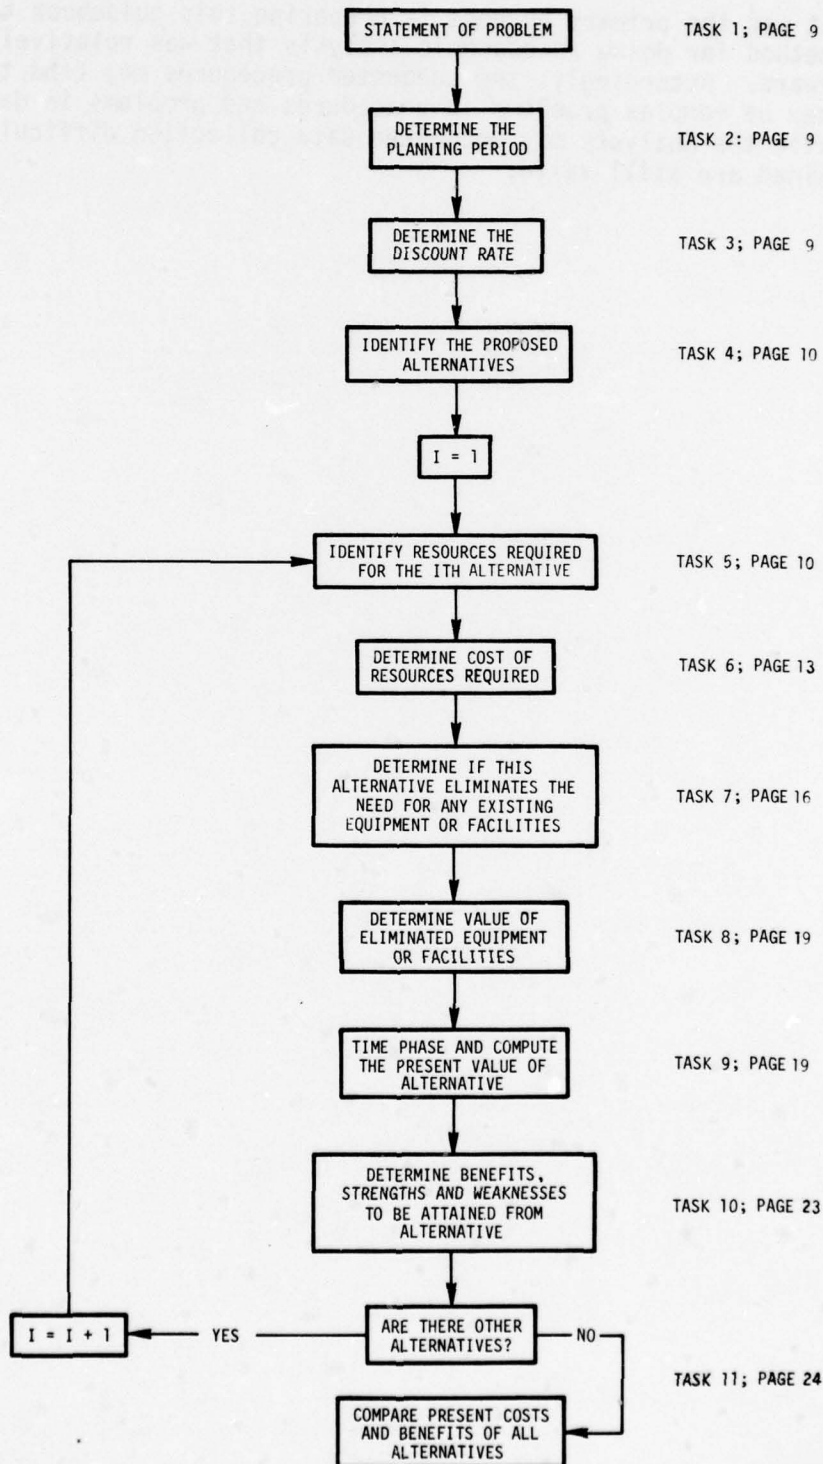 STATEMENT OF PROBLEM
TASK 1; PAGE 9
DETERMINE THE
PLANNING PERIOD
TASK 2: PAGE 9
DETERMINE THE
DISCOUNT RATE
TASK 3; PAGE 9
IDENTIFY THE PROPOSED
ALTERNATIVES
TASK 4; PAGE 10
I = 1
IDENTIFY RESOURCES REQUIRED
FOR THE ITH ALTERNATIVE
TASK 5; PAGE 10
DETERMINE COST OF
RESOURCES REQUIRED
TASK 6; PAGE 13
DETERMINE IF THIS
ALTERNATIVE ELIMINATES THE
NEED FOR ANY EXISTING
EQUIPMENT OR FACILITIES
TASK 7; PAGE 16
DETERMINE VALUE OF
ELIMINATED EQUIPMENT
OR FACILITIES
TASK 8; PAGE 19
TIME PHASE AND COMPUTE
THE PRESENT VALUE OF
ALTERNATIVE
TASK 9; PAGE 19
DETERMINE BENEFITS,
STRENGTHS AND WEAKNESSES
TO BE ATTAINED FROM
ALTERNATIVE
TASK 10; PAGE 23
I = I + 1
YES
ARE THERE OTHER
ALTERNATIVES?
NO
TASK 11; PAGE 24
COMPARE PRESENT COSTS
AND BENEFITS OF ALL
ALTERNATIVES